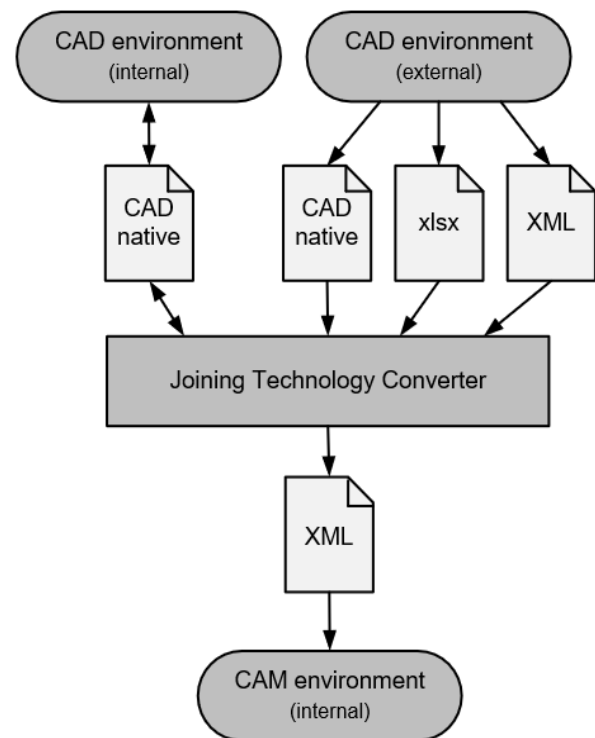 CAD environment
(internal)
CAD environment
(external)
CAD
native
CAD
native
xlsx
XML
Joining Technology Converter
XML
CAM environment
(internal)